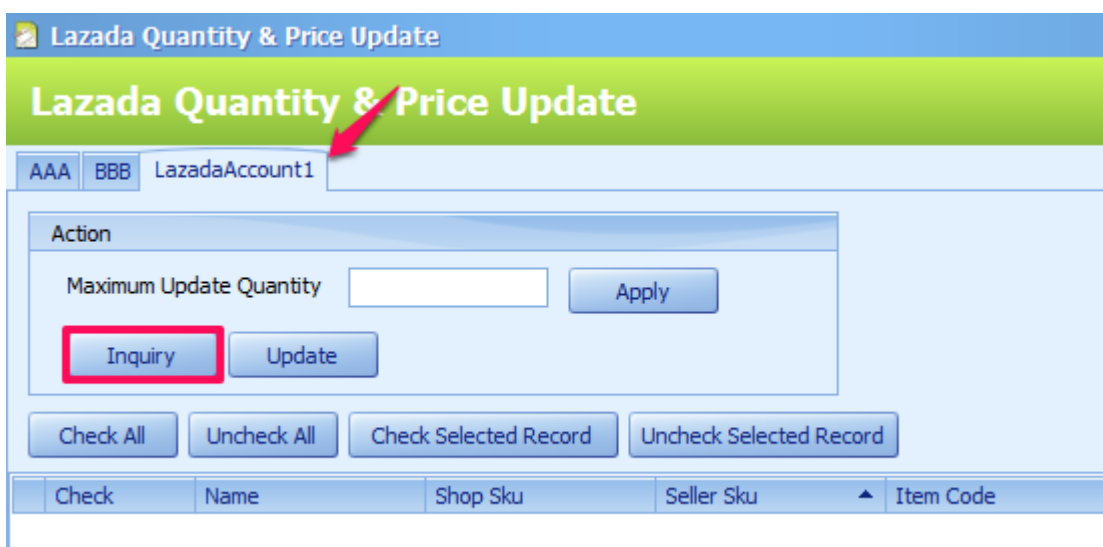 Lazada Quantity & Price Update
Lazada Quantity & Price Update
AAA BBB LazadaAccount1
Action
Maximum Update Quantity Apply
Inquiry Update
Check All Uncheck All Check Selected Record Uncheck Selected Record
Check Name Shop Sku Seller Sku Item Code